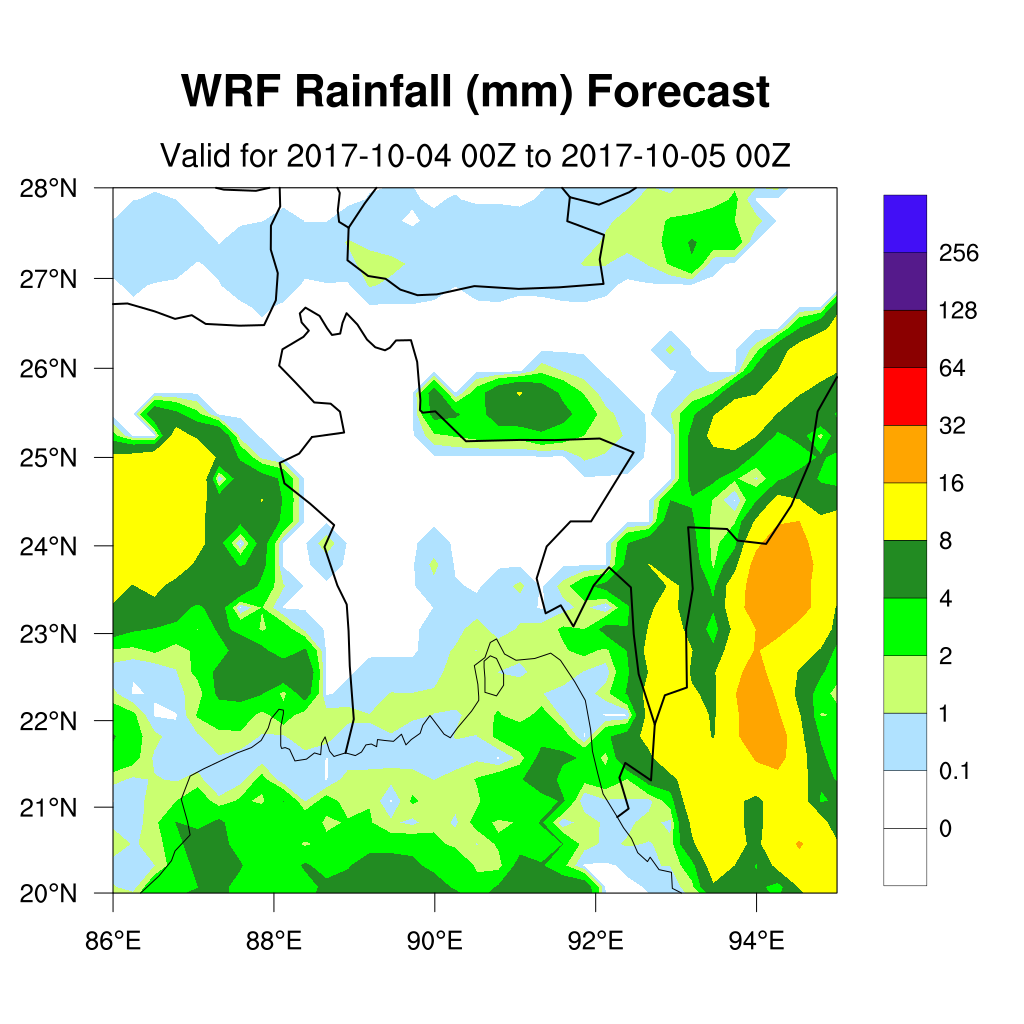 WRF Rainfall (mm) Forecast
Valid for 2017-10-04 00Z to 2017-10-05 00Z
28°N
27°N
26°N
25°N
24°N
23°N
22°N
21°N
20°N
86°E
88°E
90°E
92°E
94°E
256
128
64
32
16
8
4
2
1
0.1
0